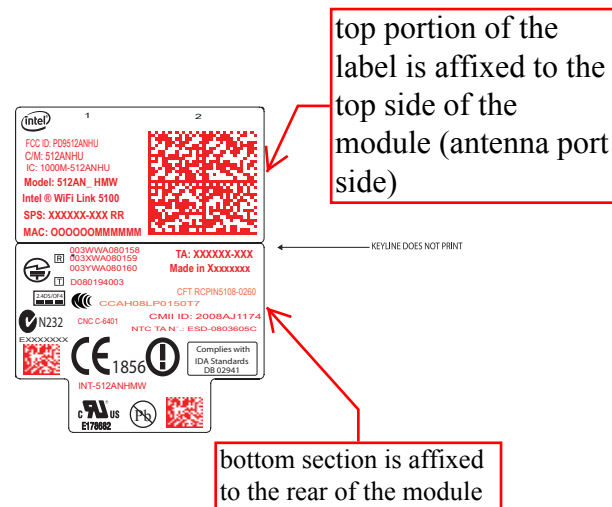 top portion of the
label is affixed to the
top side of the
module (antenna port
side)
intel
1 2
FCC ID: PD9512ANHU
C/M: 512ANHU
IC: 1000M-512ANHU
Model: 512AN_ HMW
Intel ® WiFi Link 5100
SPS: XXXXXX-XXX RR
MAC: OOOOOOMMMMMM
KEYLINE DOES NOT PRINT
R 003WWA080158
003XWA080159
003YWA080160
T D080194003
TA: XXXXXX-XXX
Made in Xxxxxxxx
CFT RCPIN5108-0260
2.4DS/OF4
CCAH08LP0150T7
CMII ID: 2008AJ1174
N232
CNC C-6401
NTC TA N°.: ESD-0803605C
EXXXXXXX
CE 1856
Complies with
IDA Standards
DB 02941
INT-512ANHMW
c US
E178682
Pb
bottom section is affixed
to the rear of the module